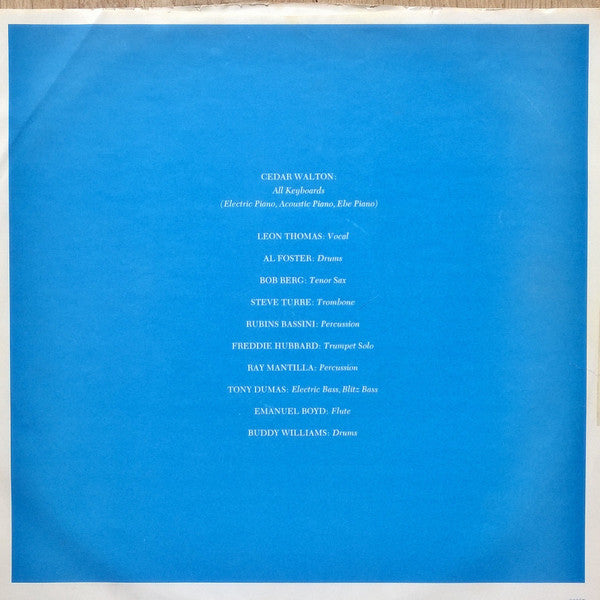 CEDAR WALTON:
All Keyboards
(Electric Piano, Acoustic Piano, Ebe Piano)
LEON THOMAS: Vocal
AL FOSTER: Drums
BOB BERG: Tenor Sax
STEVE TURRE: Trombone
RUBINS BASSINI: Percussion
FREDDIE HUBBARD: Trumpet Solo
RAY MANTILLA: Percussion
TONY DUMAS: Electric Bass, Blitz Bass
EMANUEL BOYD: Flute
BUDDY WILLIAMS: Drums